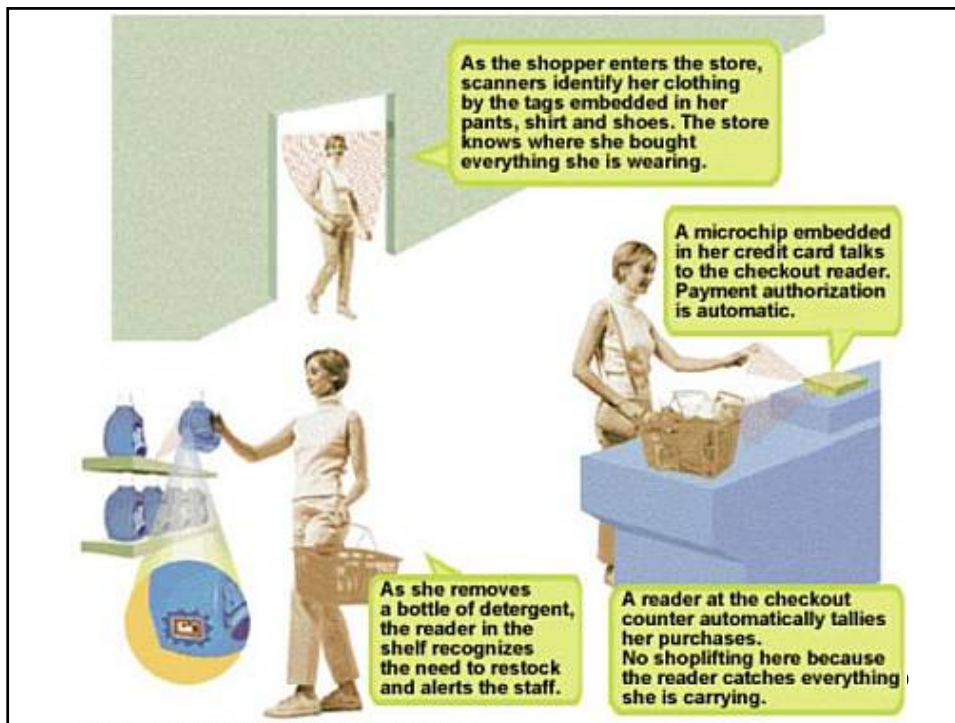 As the shopper enters the store,
scanners identify her clothing
by the tags embedded in her
pants, shirt and shoes. The store
knows where she bought
everything she is wearing.
A microchip embedded
in her credit card talks
to the checkout reader.
Payment authorization
is automatic.
As she removes
a bottle of detergent,
the reader in the
shelf recognizes
the need to restock
and alerts the staff.
A reader at the checkout
counter automatically tallies
her purchases.
No shoplifting here because
the reader catches everything
she is carrying.